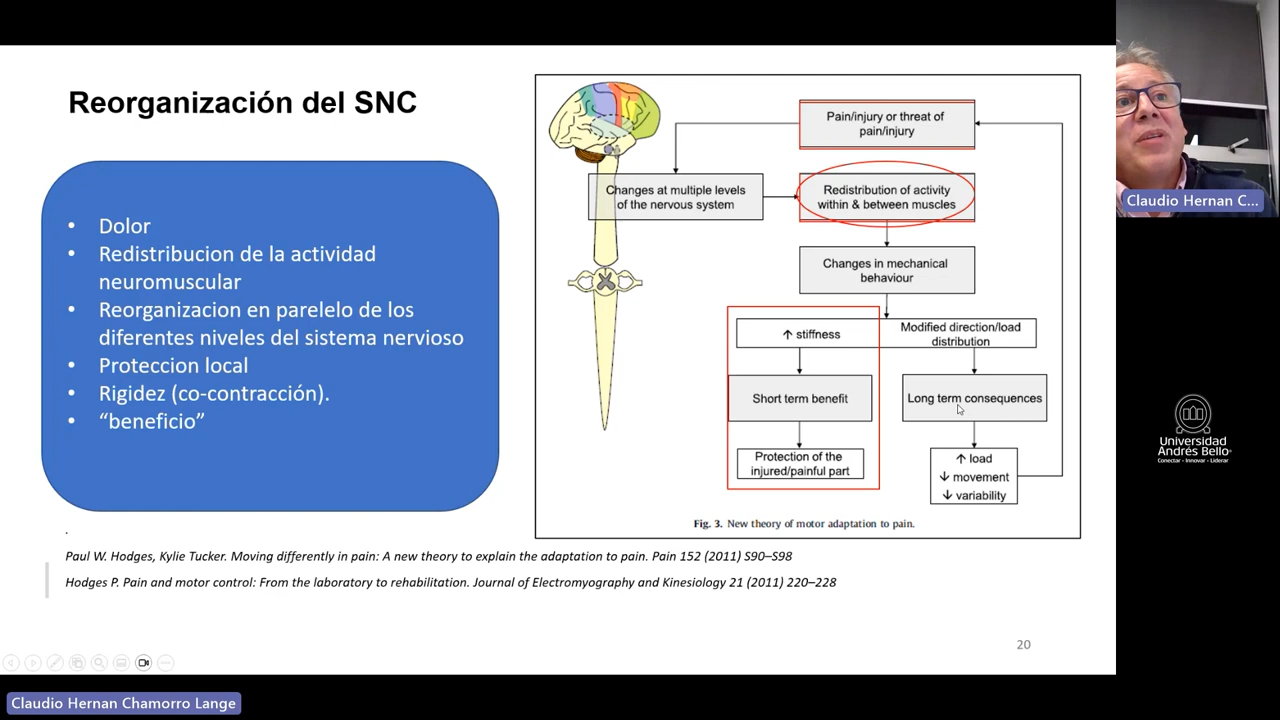 Reorganización del SNC
• Dolor
• Redistribucion de la actividad
neuromuscular
• Reorganizacion en parelelo de los
diferentes niveles del sistema nervioso
• Proteccion local
• Rigidez (co-contracción).
• “beneficio”
.
Pain/injury or threat of
pain/injury
Changes at multiple levels
of the nervous system
Redistribution of activity
within & between muscles
Changes in mechanical
behaviour
↑ stiffness
Modified direction/load
distribution
Short term benefit
Long term consequences
Protection of the
injured/painful part
↑ load
↓ movement
↓ variability
Fig. 3. New theory of motor adaptation to pain.
Paul W. Hodges, Kylie Tucker. Moving differently in pain: A new theory to explain the adaptation to pain. Pain 152 (2011) S90–S98
Hodges P. Pain and motor control: From the laboratory to rehabilitation. Journal of Electromyography and Kinesiology 21 (2011) 220–228
20
Claudio Hernan C...
Universidad
Andrés Bello
Conectar - Innovar - Liderar
Claudio Hernan Chamorro Lange